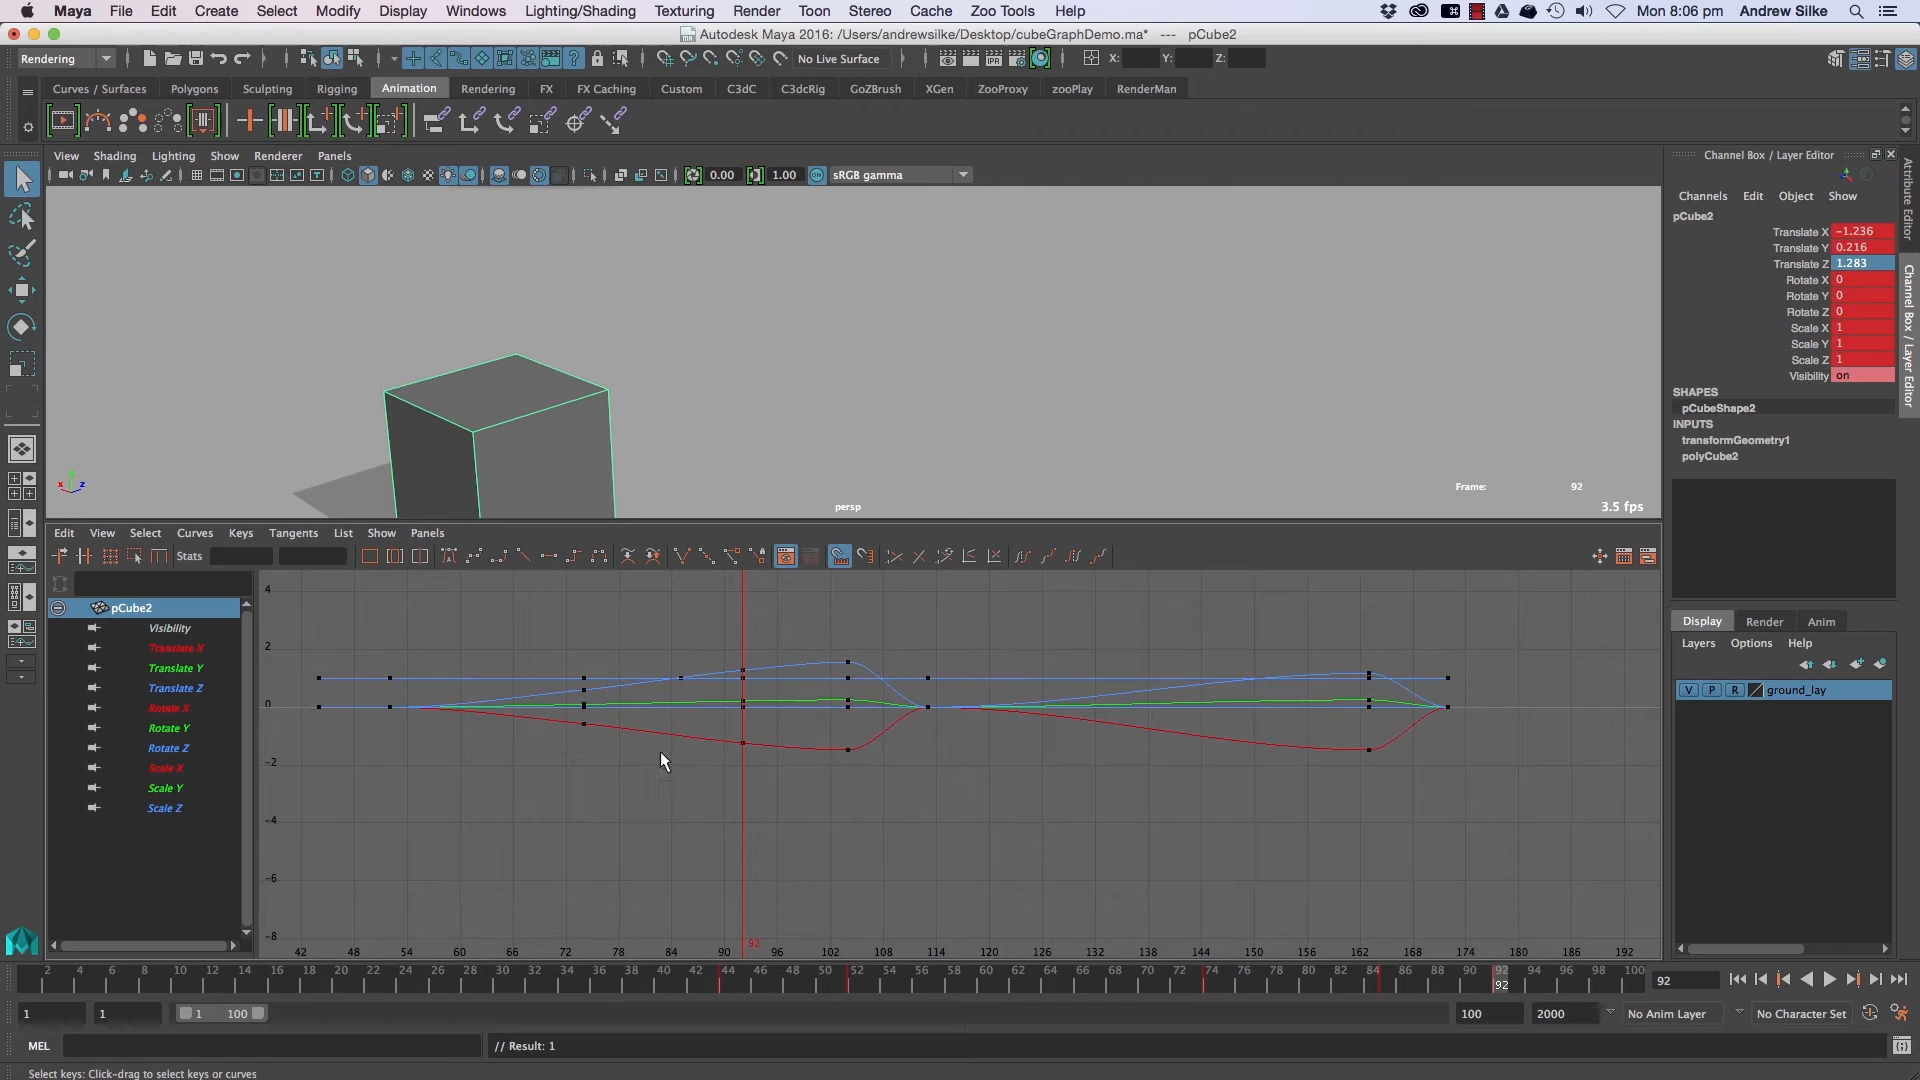 Maya File Edit Create Select Modify Display Windows Lighting/Shading Texturing Render Toon Stereo Cache Zoo Tools Help Mon 8:06 pm Andrew Silke
Autodesk Maya 2016: /Users/andrewsilke/Desktop/cubeGraphDemo.ma* --- pCube2
Rendering No Live Surface X: Y: Z:
Curves / Surfaces Polygons Sculpting Rigging Animation Rendering FX FX Caching Custom C3dC C3dcRig GoZBrush XGen ZooProxy zooPlay RenderMan
View Shading Lighting Show Renderer Panels
0.00 1.00 sRGB gamma
Channel Box / Layer Editor
Channels Edit Object Show
pCube2
Translate X -1.236
Translate Y 0.216
Translate Z 1.283
Rotate X 0
Rotate Y 0
Rotate Z 0
Scale X 1
Scale Y 1
Scale Z 1
Visibility on
SHAPES
pCubeShape2
INPUTS
transformGeometry1
polyCube2
Attribute Editor
Channel Box / Layer Editor
x z
Frame: 92
persp
3.5 fps
Edit View Select Curves Keys Tangents List Show Panels
Stats
pCube2
Visibility
Translate X
Translate Y
Translate Z
Rotate X
Rotate Y
Rotate Z
Scale X
Scale Y
Scale Z
4
2
0
-2
-4
-6
-8
92
42 48 54 60 66 72 78 84 90 96 102 108 114 120 126 132 138 144 150 156 162 168 174 180 186 192
Display Render Anim
Layers Options Help
V P R ground_lay
2 4 6 8 10 12 14 16 18 20 22 24 26 28 30 32 34 36 38 40 42 44 46 48 50 52 54 56 58 60 62 64 66 68 70 72 74 76 78 80 82 84 86 88 90 92 94 96 98 100 92
92
1 1 1 100 100 2000 No Anim Layer No Character Set
MEL // Result: 1
Select keys: Click-drag to select keys or curves